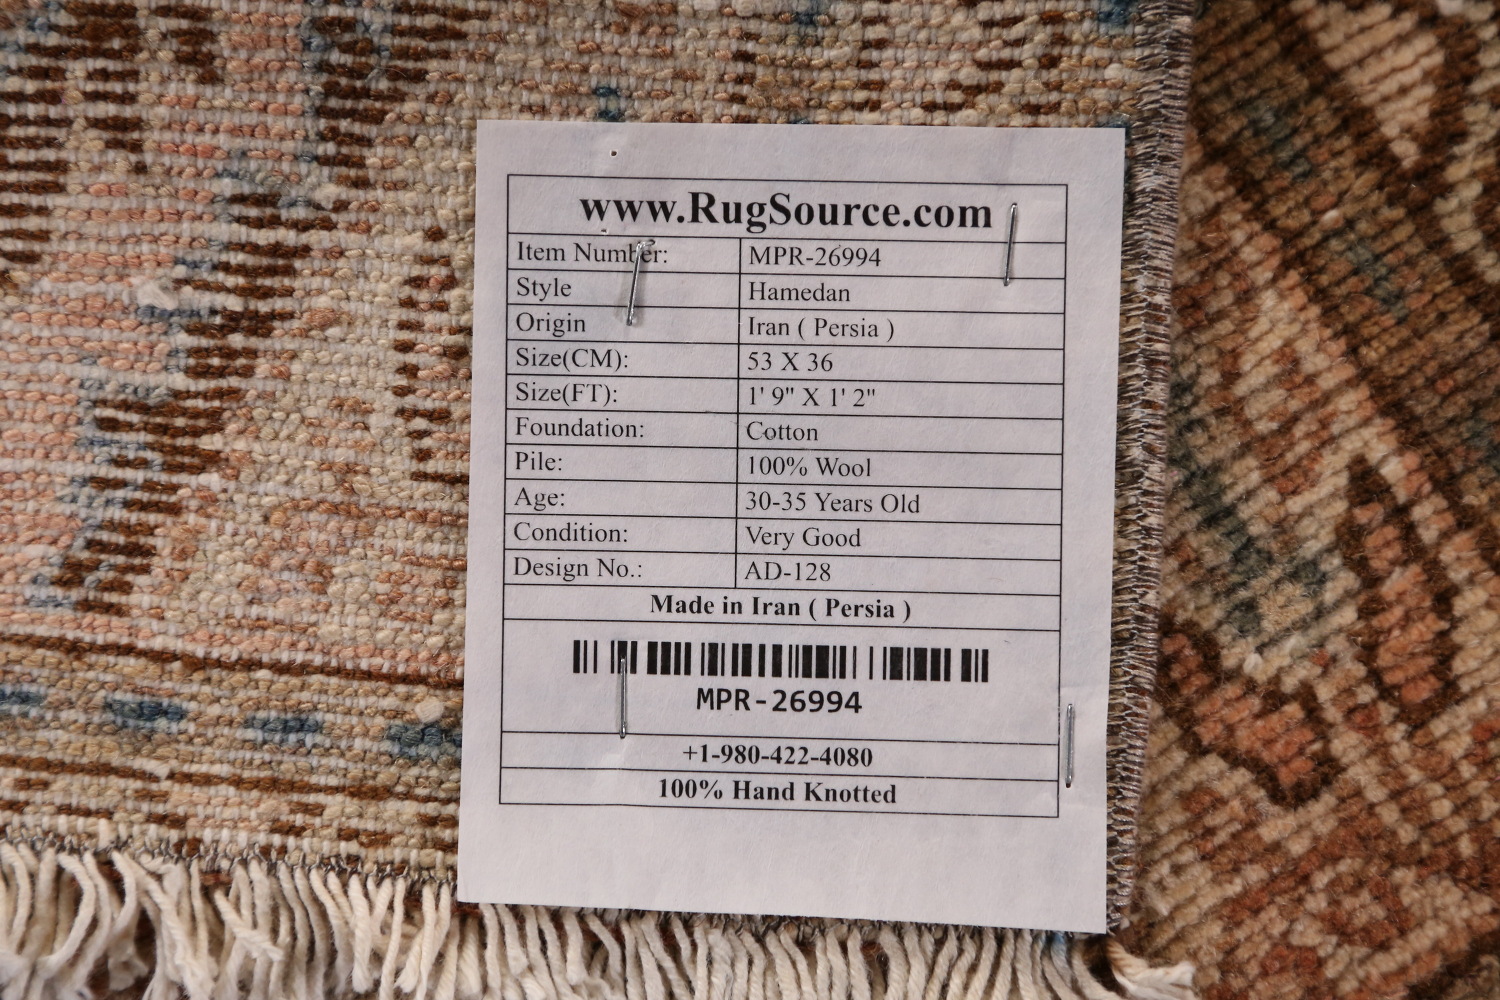 www.RugSource.com
Item Number: MPR-26994
Style Hamedan
Origin Iran ( Persia )
Size(CM): 53 X 36
Size(FT): 1' 9" X 1' 2"
Foundation: Cotton
Pile: 100% Wool
Age: 30-35 Years Old
Condition: Very Good
Design No.: AD-128
Made in Iran ( Persia )
MPR-26994
+1-980-422-4080
100% Hand Knotted